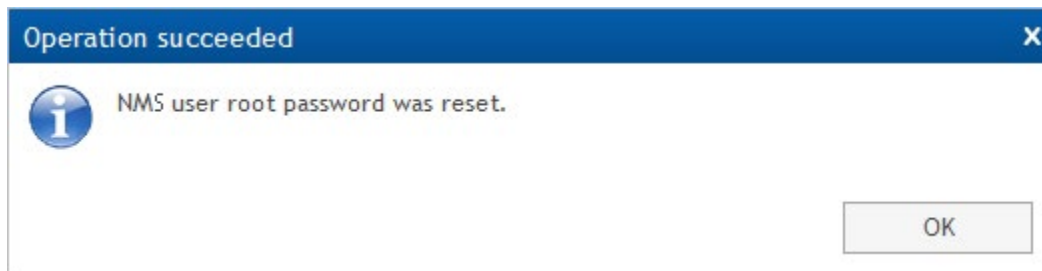 Operation succeeded X
NMS user root password was reset.
OK